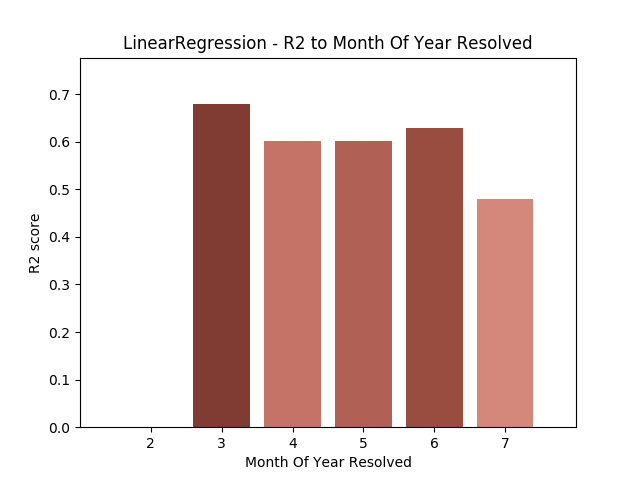 LinearRegression - R2 to Month Of Year Resolved
0.7
0.6
0.5
0.4
0.3
0.2
0.1
0.0
R2 score
2 3 4 5 6 7
Month Of Year Resolved